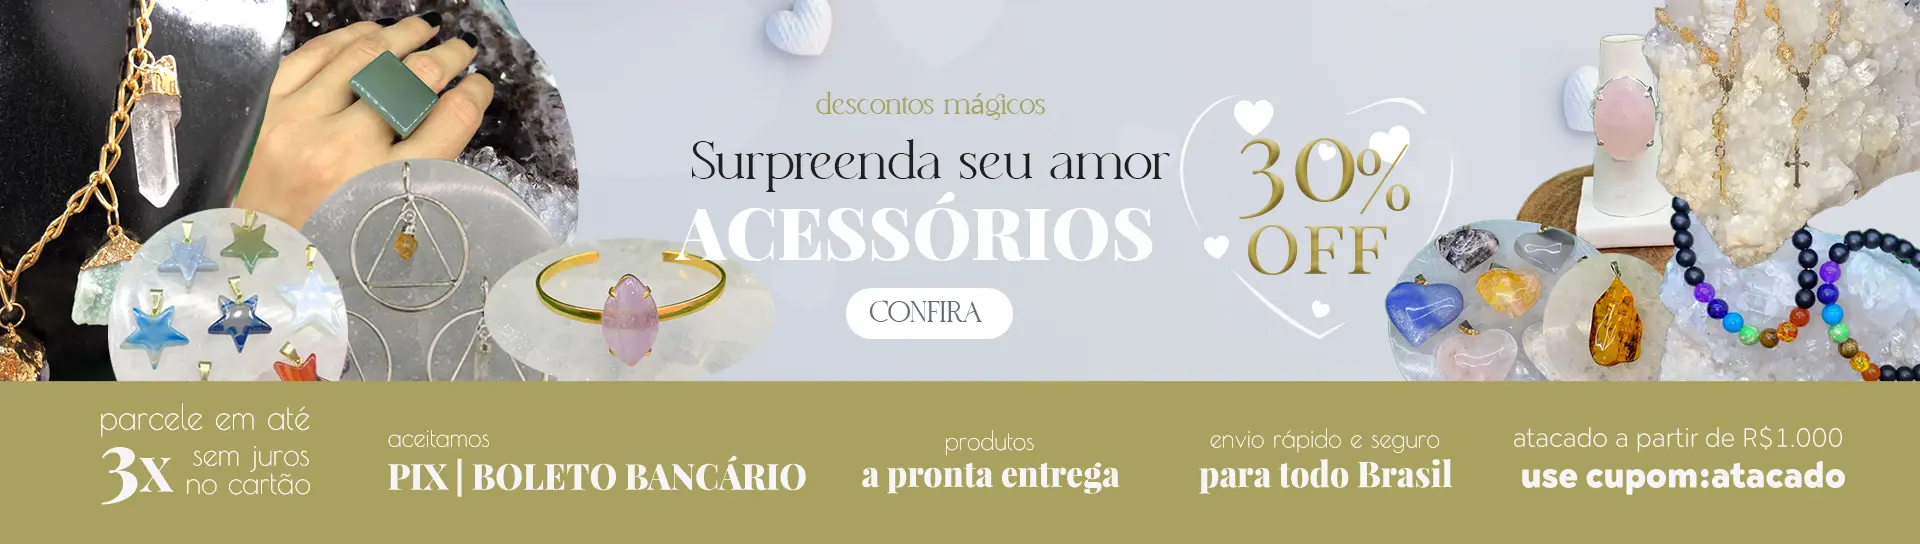 descontos mágicos
Surpreenda seu amor
ACESSÓRIOS
CONFIRA
30%
OFF
parcele em até
3x sem juros
no cartão
aceitamos
PIX | BOLETO BANCÁRIO
produtos
a pronta entrega
envio rápido e seguro
para todo Brasil
atacado a partir de R$1.000
use cupom:atacado